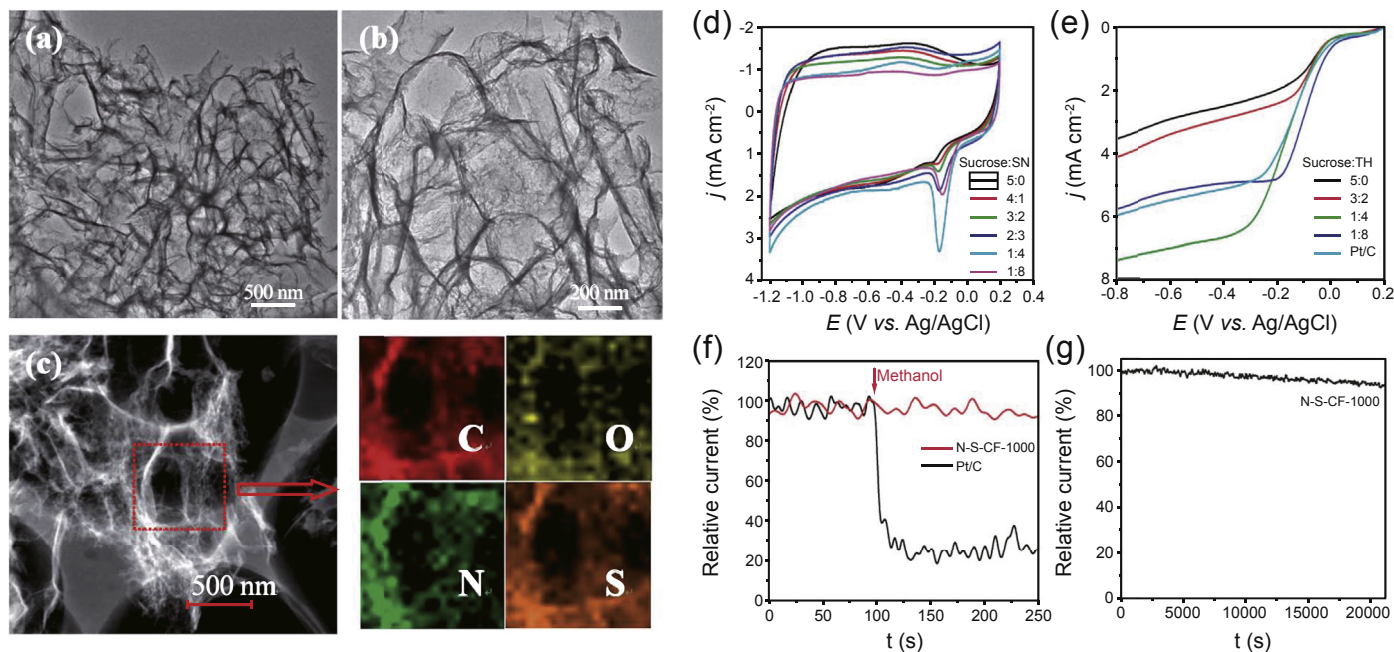 (a)
500 nm
(b)
200 nm
(c)
500 nm
C
O
N
S
(d)
-2
-1
0
1
2
3
4
j (mA cm⁻²)
Sucrose:SN
5:0
4:1
3:2
2:3
1:4
1:8
-1.2 -1.0 -0.8 -0.6 -0.4 -0.2 0.0 0.2 0.4
E (V vs. Ag/AgCl)
(e)
0
2
4
6
8
j (mA cm⁻²)
Sucrose:TH
5:0
3:2
1:4
1:8
Pt/C
-0.8 -0.6 -0.4 -0.2 0.0 0.2
E (V vs. Ag/AgCl)
(f)
120
100
80
60
40
20
0
Relative current (%)
Methanol
N-S-CF-1000
Pt/C
0 50 100 150 200 250
t (s)
(g)
100
80
60
40
20
0
Relative current (%)
N-S-CF-1000
0 5000 10000 15000 20000
t (s)